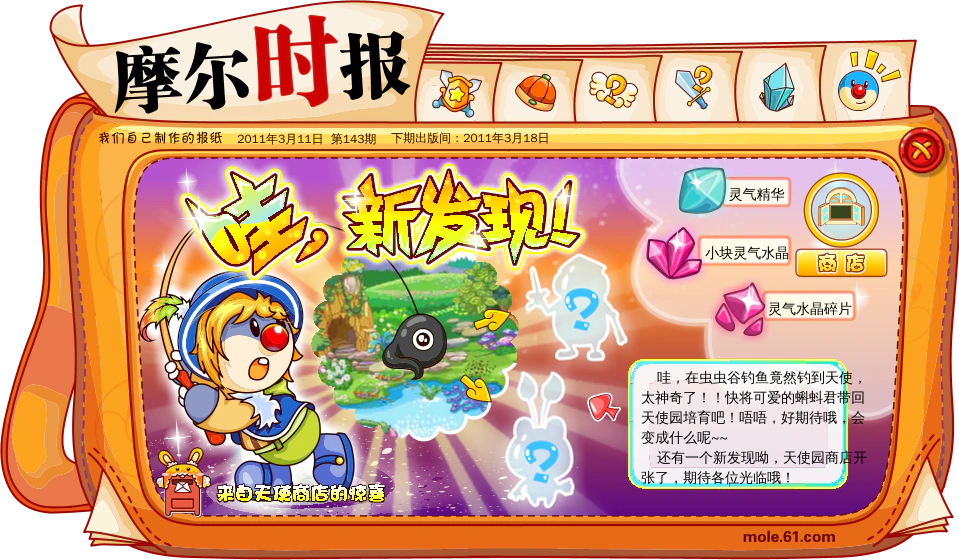 摩尔时报
我们自己制作的报纸 2011年3月11日 第143期 下期出版间：2011年3月18日
哇，新发现！
灵气精华
小块灵气水晶
商店
灵气水晶碎片
哇，在虫虫谷钓鱼竟然钓到天使，
太神奇了！！快将可爱的蝌蚪君带回
天使园培育吧！唔唔，好期待哦，会
变成什么呢~~
还有一个新发现呦，天使园商店开
张了，期待各位光临哦！
来自天使商店的惊喜
mole.61.com